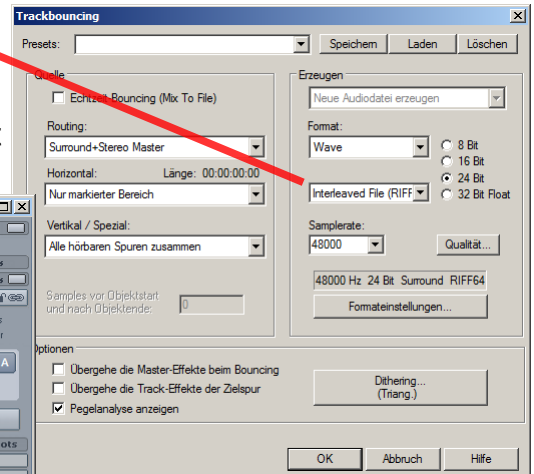 Trackbouncing
Presets:
Speichern Laden Löschen
Quelle
Echtzeit-Bouncing (Mix To File)
Routing:
Surround+Stereo Master
Horizontal: Länge: 00:00:00:00
Nur markierter Bereich
Vertikal / Spezial:
Alle hörbaren Spuren zusammen
Samples vor Objektstart
und nach Objektende: 0
Erzeugen
Neue Audiodatei erzeugen
Format:
Wave
8 Bit
16 Bit
24 Bit
32 Bit Float
Interleaved File (RIFF
Samplerate:
48000
Qualität...
48000 Hz 24 Bit Surround RIFF64
Formateinstellungen...
Optionen
Übergehe die Master-Effekte beim Bouncing
Übergehe die Track-Effekte der Zielspur
Pegelanalyse anzeigen
Dithering...
(Triang.)
OK Abbruch Hilfe
A
ots